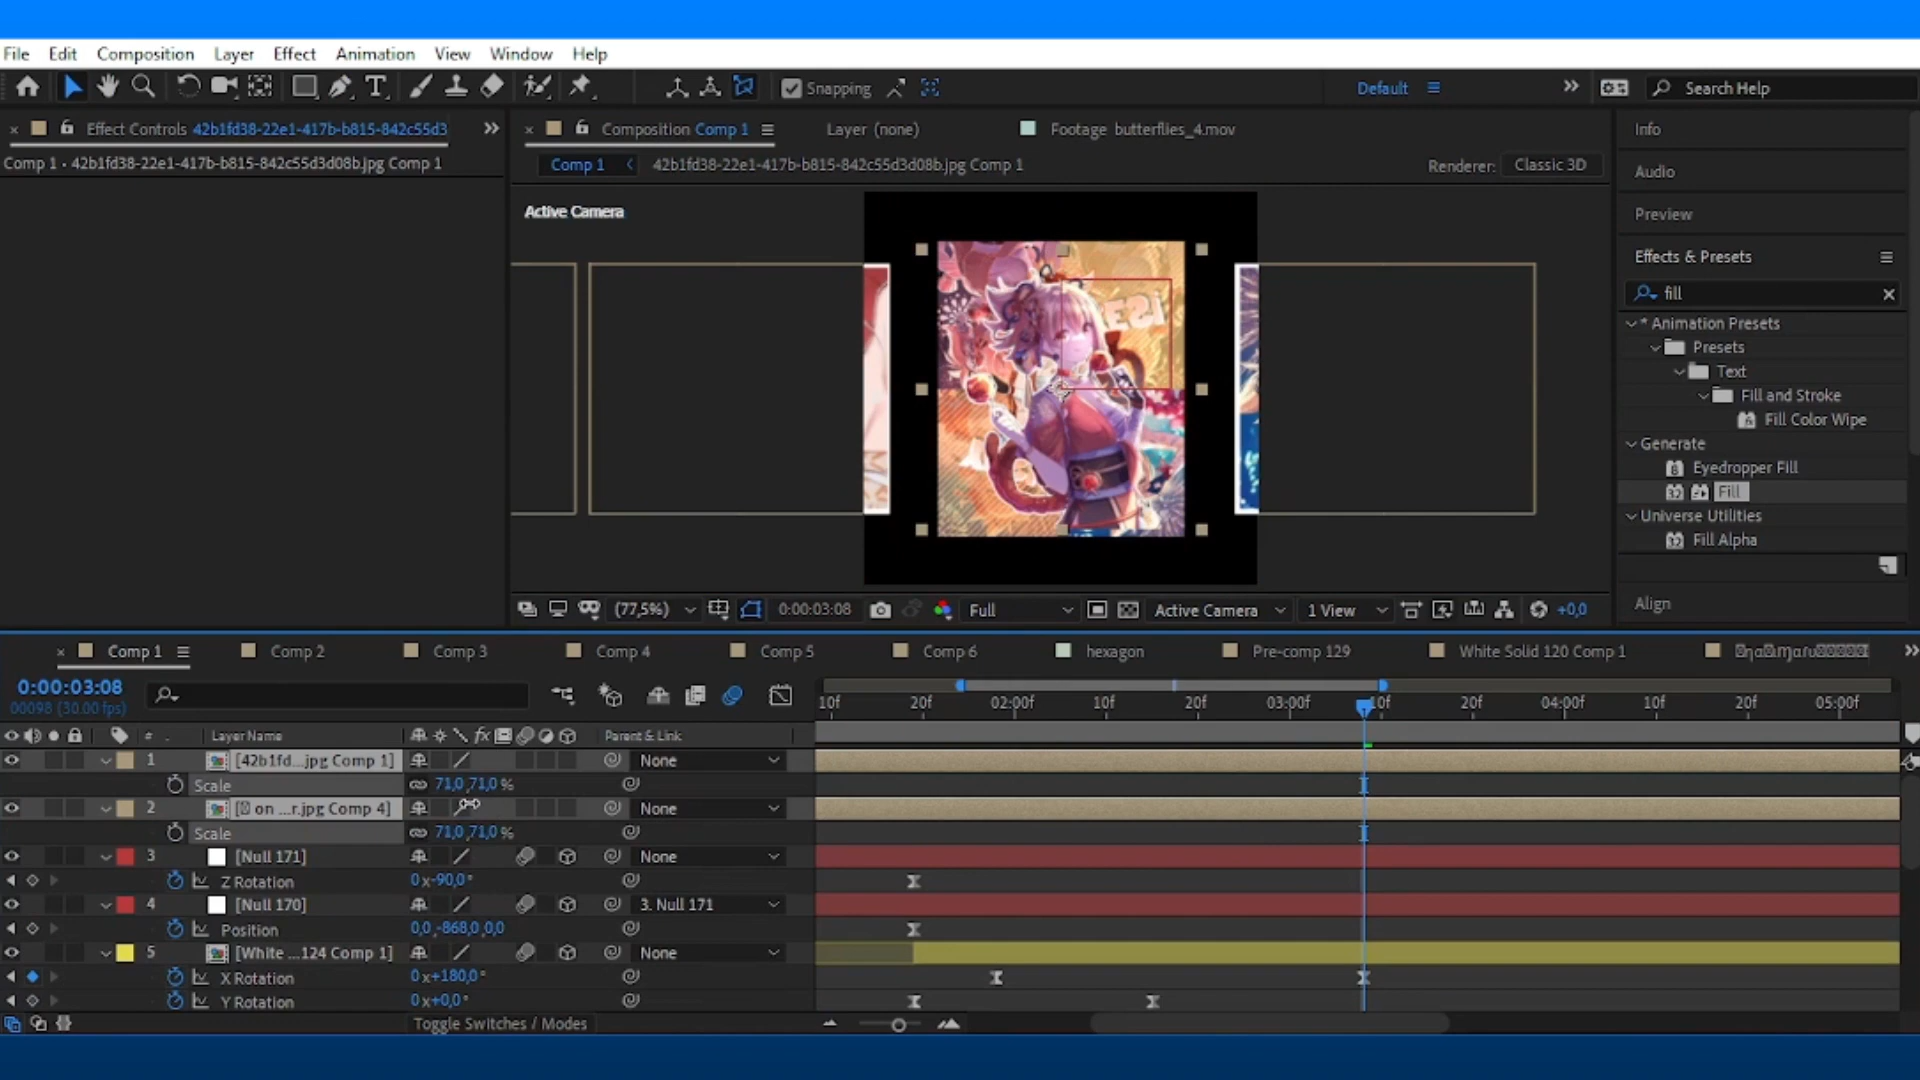 File Edit Composition Layer Effect Animation View Window Help
Snapping Default Search Help
Effect Controls 42b1fd38-22e1-417b-b815-842c55d3
Comp 1 · 42b1fd38-22e1-417b-b815-842c55d3d08b.jpg Comp 1
Composition Comp 1 Layer (none) Footage butterflies_4.mov
Comp 1 42b1fd38-22e1-417b-b815-842c55d3d08b.jpg Comp 1 Renderer: Classic 3D
Active Camera
(77,5%) 0:00:03:08 Full Active Camera 1 View +0,0
Info
Audio
Preview
Effects & Presets
fill
* Animation Presets
Presets
Text
Fill and Stroke
Fill Color Wipe
Generate
Eyedropper Fill
32 Fill
Universe Utilities
32 Fill Alpha
Align
Comp 1 Comp 2 Comp 3 Comp 4 Comp 5 Comp 6 hexagon Pre-comp 129 White Solid 120 Comp 1
0:00:03:08
00098 (30.00 fps)
10f 20f 02:00f 10f 20f 03:00f 10f 20f 04:00f 10f 20f 05:00f
# Layer Name fx Parent & Link
1 [42b1fd...jpg Comp 1] None
Scale 71,0,71,0 %
2 on ...r.jpg Comp 4] None
Scale 71,0,71,0 %
3 [Null 171] None
Z Rotation 0x-90,0°
4 [Null 170] 3. Null 171
Position 0,0,-868,0,0,0
5 [White ...124 Comp 1] None
X Rotation 0x+180,0°
Y Rotation 0x+0,0°
Toggle Switches / Modes